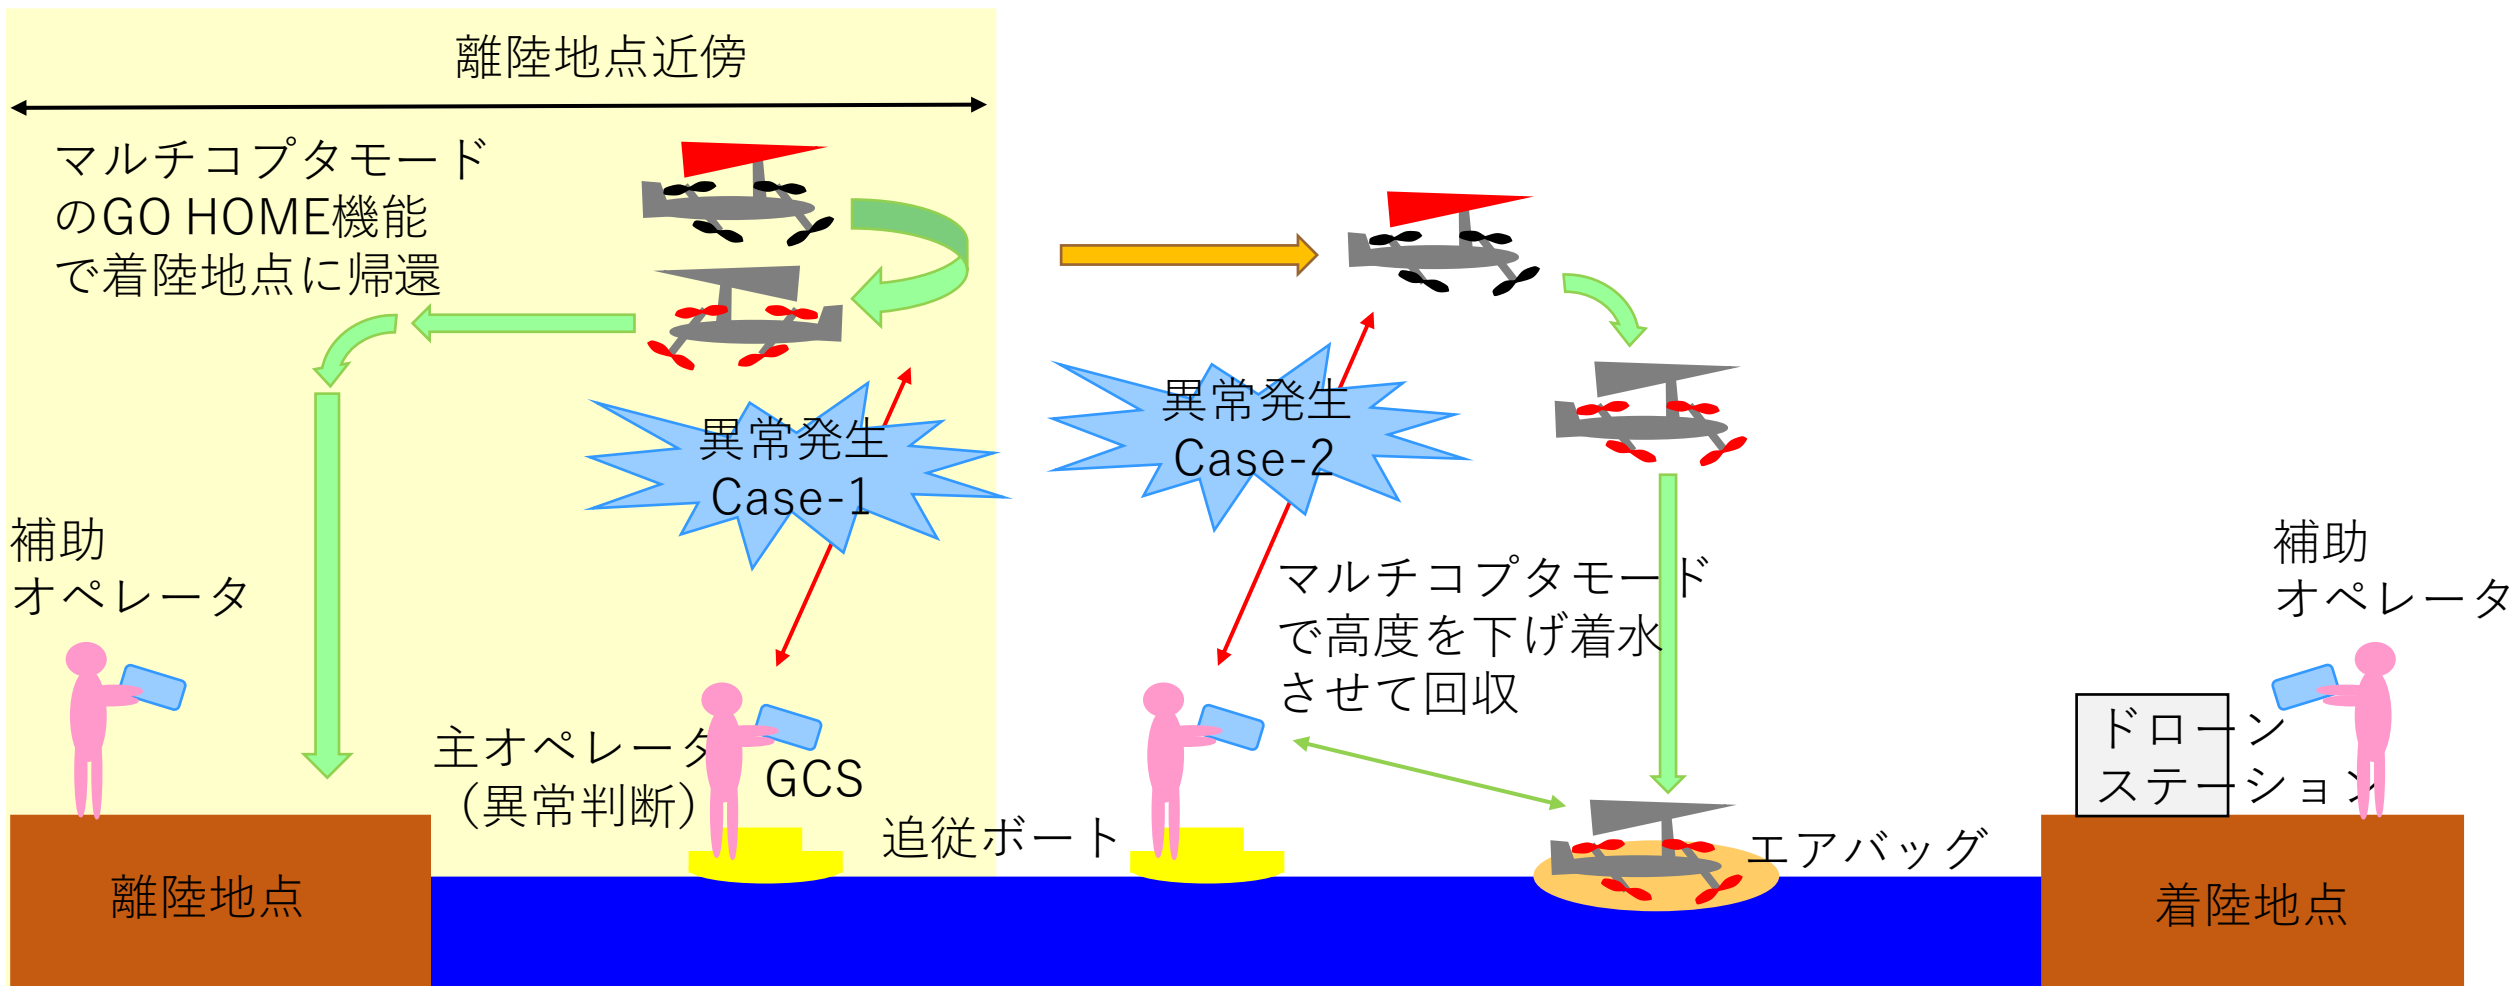 離陸地点近傍
マルチコプタモード
のGO HOME機能
で着陸地点に帰還
異常発生
Case-1
異常発生
Case-2
補助
オペレータ
マルチコプタモード
で高度を下げ着水
させて回収
補助
オペレータ
主オペレータ
（異常判断）
GCS
追従ボート
エアバッグ
ドローン
ステーション
離陸地点
着陸地点